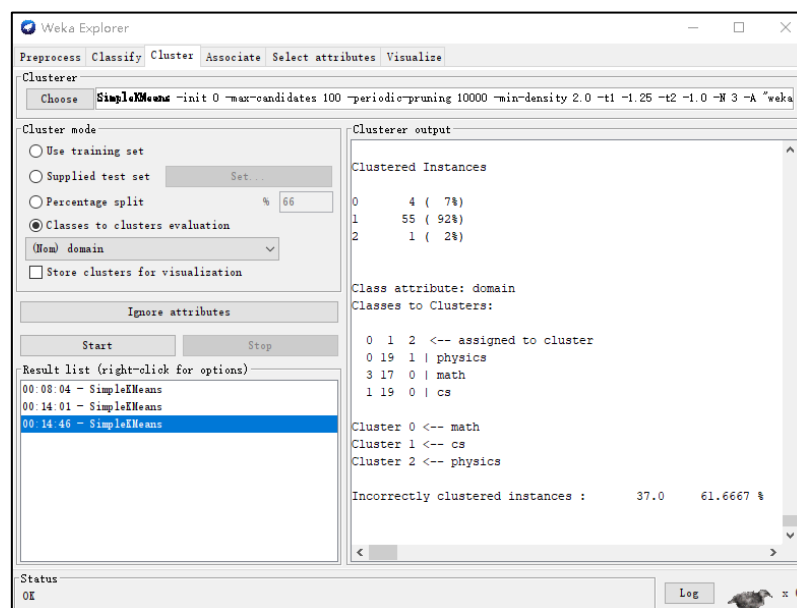 Weka Explorer
Preprocess Classify Cluster Associate Select attributes Visualize
Clusterer
Choose SimpleKMeans -init 0 -max-candidates 100 -periodic-pruning 10000 -min-density 2.0 -t1 -1.25 -t2 -1.0 -N 3 -A "weka
Cluster mode
Use training set
Supplied test set Set...
Percentage split % 66
Classes to clusters evaluation
(Nom) domain
Store clusters for visualization
Ignore attributes
Start Stop
Result list (right-click for options)
00:08:04 - SimpleKMeans
00:14:01 - SimpleKMeans
00:14:46 - SimpleKMeans
Clusterer output
Clustered Instances
0 4 ( 7%)
1 55 ( 92%)
2 1 ( 2%)
Class attribute: domain
Classes to Clusters:
0 1 2 <-- assigned to cluster
0 19 1 | physics
3 17 0 | math
1 19 0 | cs
Cluster 0 <-- math
Cluster 1 <-- cs
Cluster 2 <-- physics
Incorrectly clustered instances : 37.0 61.6667 %
Status
OK
Log
x